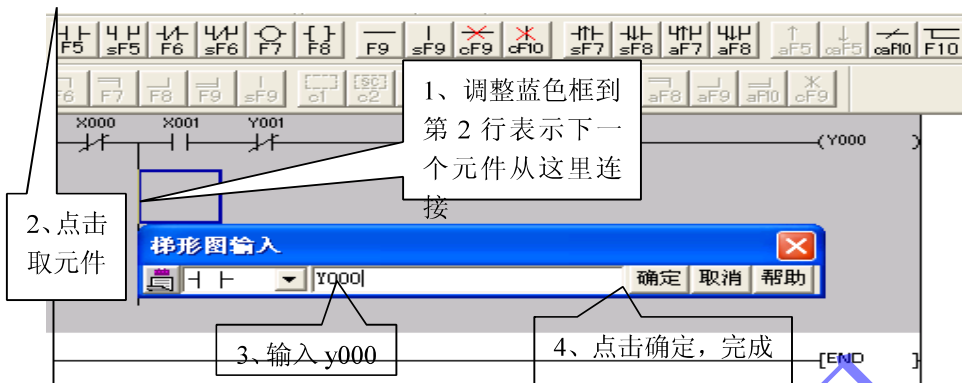 F5 sF5 F6 sF6 F7 F8 F9 sF9 cF9 cF10 sF7 sF8 aF7 aF8 aF5 caF5 caF10 F10
F6 F7 F8 F9 sF9 c1 c2 aF8 aF9 aF10 cF9
1、调整蓝色框到
第 2 行表示下一
个元件从这里连
接
X000 X001 Y001
Y000
2、点击
取元件
梯形图输入
Y000
确定 取消 帮助
3、输入 y000
4、点击确定，完成
END